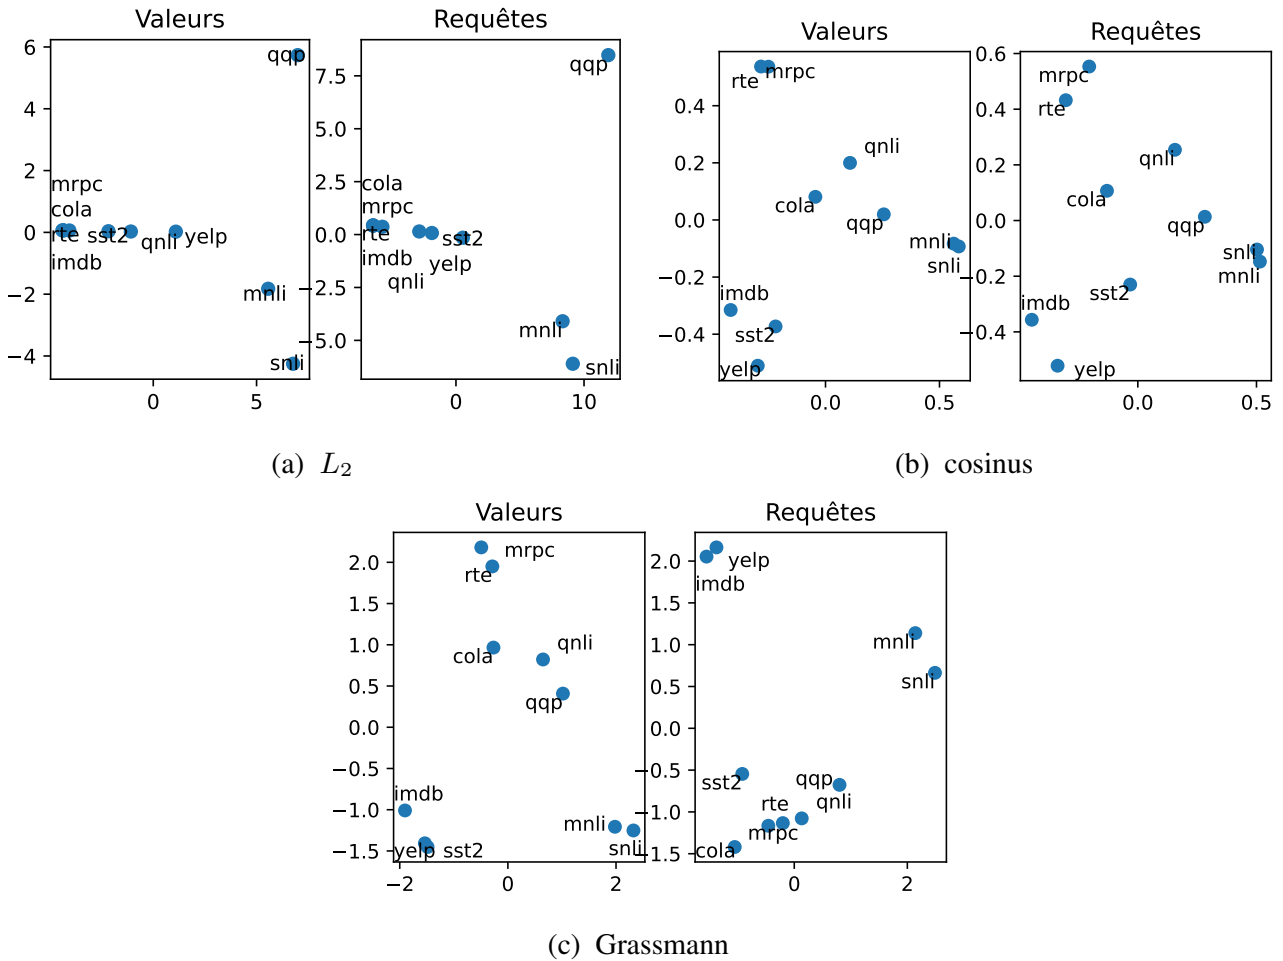 Valeurs
6
4
2
0
−2
−4
0
5
qqp
mrpc
cola
rte
sst2
qnli
yelp
imdb
mnli
snli
Requêtes
7.5
5.0
2.5
0.0
−2.5
−5.0
0
10
qqp
cola
mrpc
rte
sst2
imdb
yelp
qnli
mnli
snli
(a) L₂
Valeurs
0.4
0.2
0.0
−0.2
−0.4
0.0
0.5
rte
mrpc
qnli
cola
qqp
mnli
snli
imdb
sst2
yelp
Requêtes
0.6
0.4
0.2
0.0
−0.2
−0.4
0.0
0.5
mrpc
rte
qnli
cola
qqp
snli
mnli
sst2
imdb
yelp
(b) cosinus
Valeurs
2.0
1.5
1.0
0.5
0.0
−0.5
−1.0
−1.5
−2
0
2
mrpc
rte
cola
qnli
qqp
imdb
yelp
sst2
mnli
snli
Requêtes
2.0
1.5
1.0
0.5
0.0
−0.5
−1.0
−1.5
0
2
yelp
imdb
mnli
snli
sst2
qqp
rte
qnli
mrpc
cola
(c) Grassmann